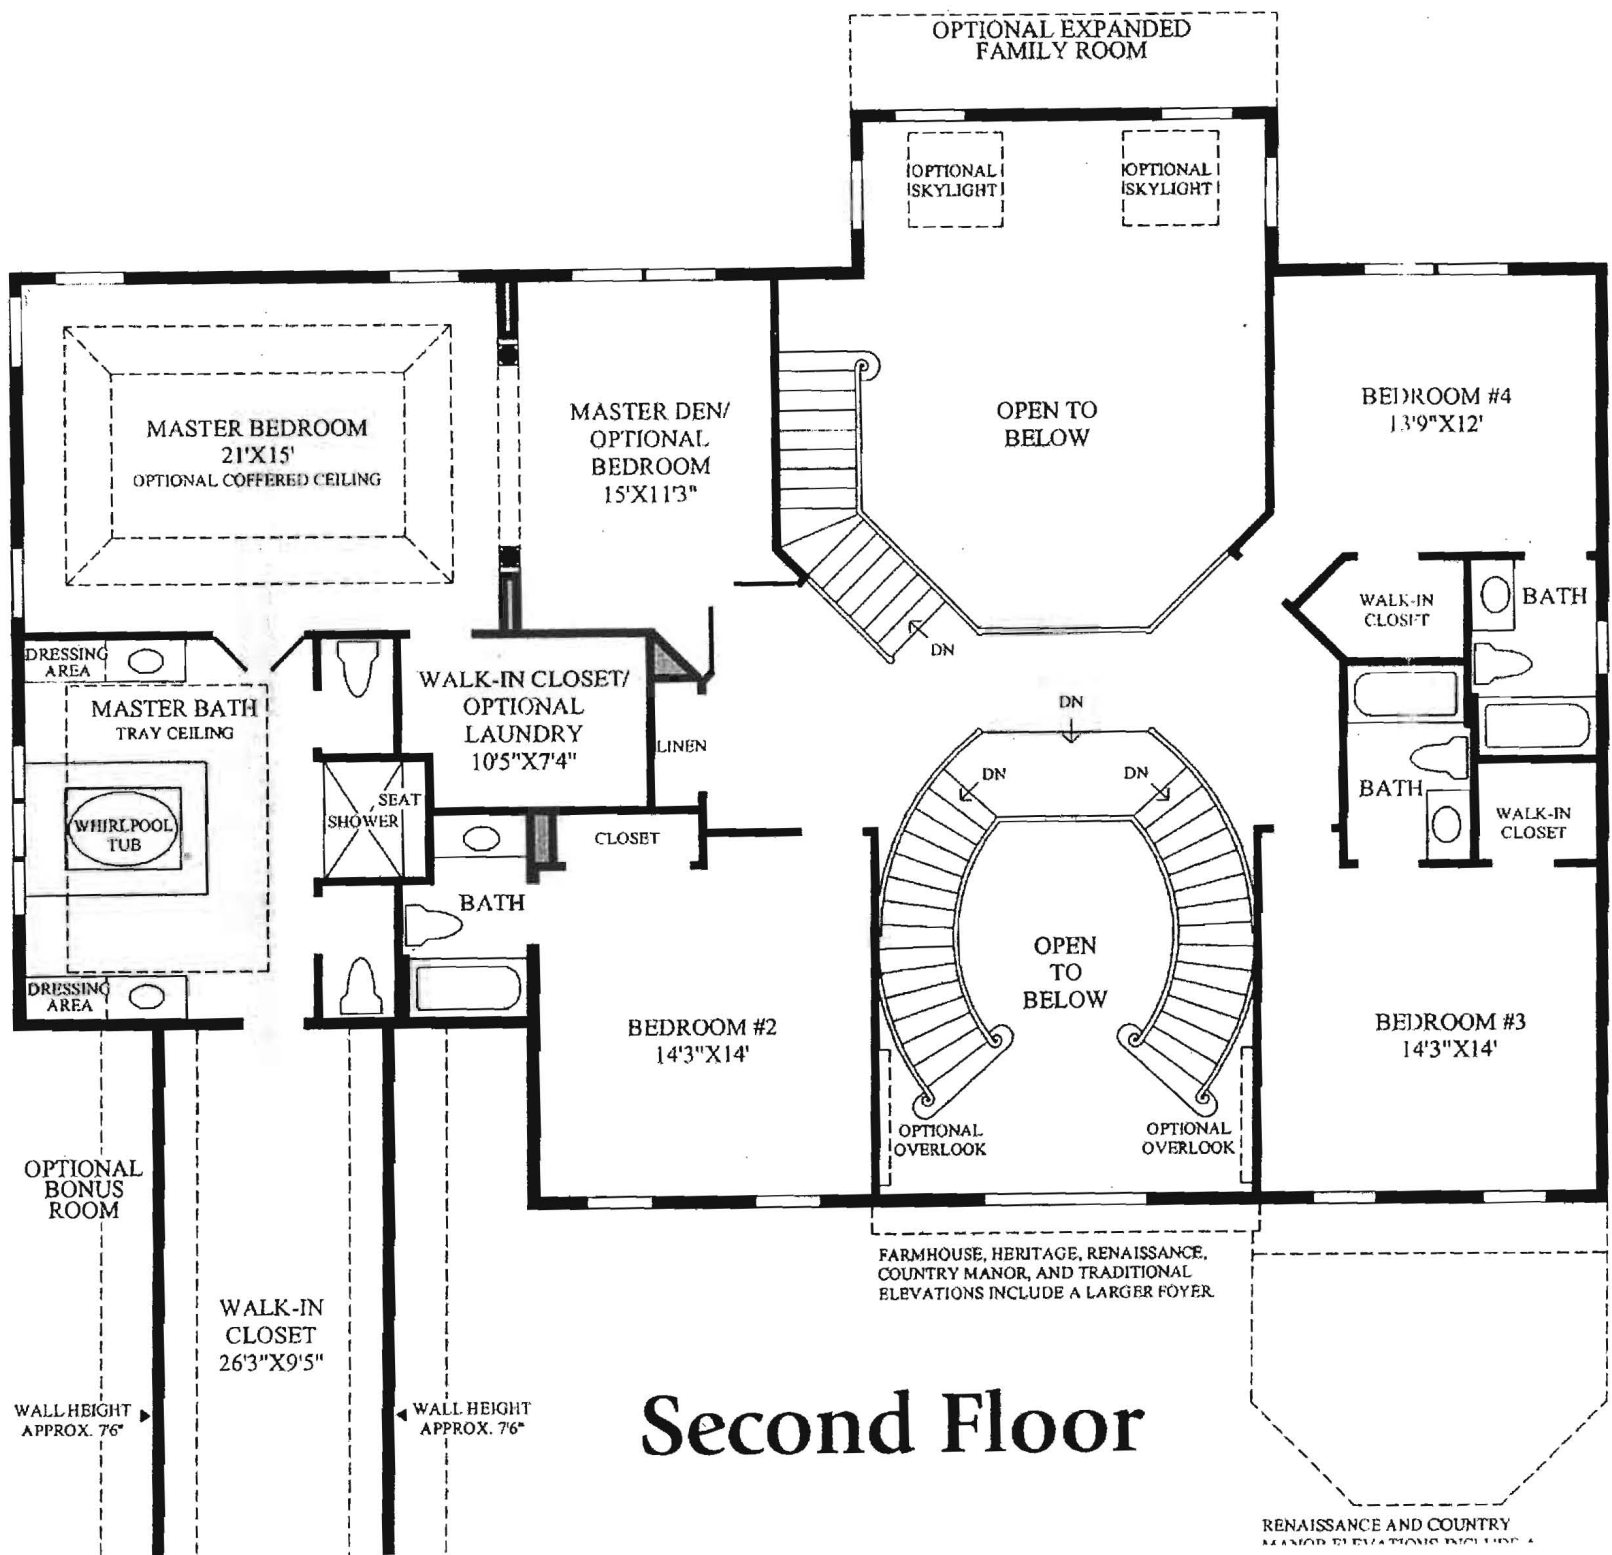 OPTIONAL EXPANDED
FAMILY ROOM
OPTIONAL
SKYLIGHT
OPTIONAL
SKYLIGHT
MASTER BEDROOM
21'X15'
OPTIONAL COFFERED CEILING
MASTER DEN/
OPTIONAL
BEDROOM
15'X11'3"
OPEN TO
BELOW
BEDROOM #4
13'9"X12'
DRESSING
AREA
MASTER BATH
TRAY CEILING
WALK-IN CLOSET/
OPTIONAL
LAUNDRY
10'5"X7'4"
LINEN
DN
WALK-IN
CLOSET
BATH
DN
DN
DN
WHIRLPOOL
TUB
SEAT
SHOWER
CLOSET
BATH
WALK-IN
CLOSET
BATH
DRESSING
AREA
BEDROOM #2
14'3"X14'
OPEN
TO
BELOW
BEDROOM #3
14'3"X14'
OPTIONAL
OVERLOOK
OPTIONAL
OVERLOOK
OPTIONAL
BONUS
ROOM
WALK-IN
CLOSET
26'3"X9'5"
WALL HEIGHT
APPROX. 7'6"
WALL HEIGHT
APPROX. 7'6"
FARMHOUSE, HERITAGE, RENAISSANCE,
COUNTRY MANOR, AND TRADITIONAL
ELEVATIONS INCLUDE A LARGER FOYER.
Second Floor
RENAISSANCE AND COUNTRY
MANOR ELEVATIONS INCLUDE A